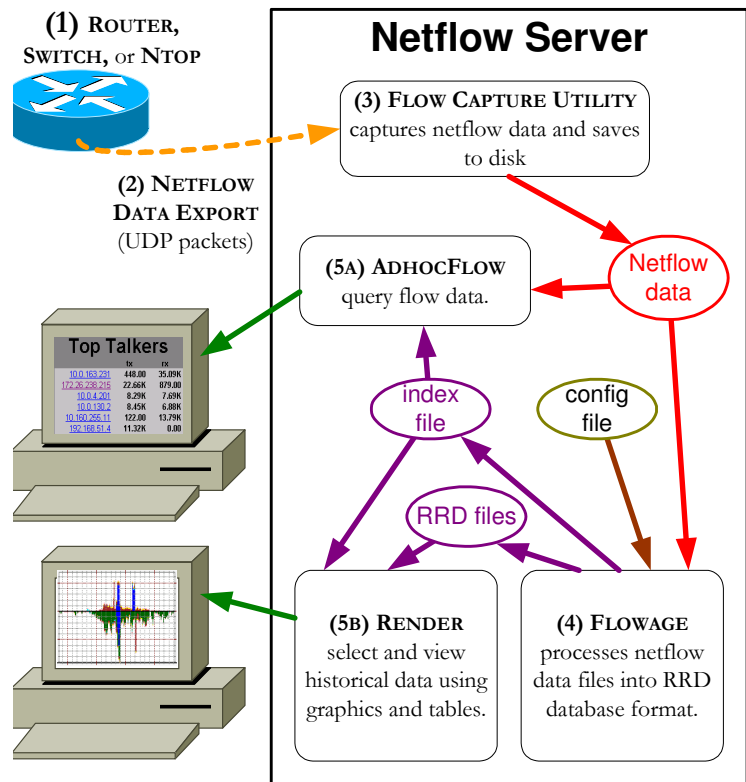 (1) ROUTER,
SWITCH, or NTOP
Netflow Server
(3) FLOW CAPTURE UTILITY
captures netflow data and saves
to disk
(2) NETFLOW
DATA EXPORT
(UDP packets)
Netflow
data
(5A) ADHOCFLOW
query flow data.
Top Talkers
tx rx
10.0.163.231 448.00 35.09K
172.26.238.215 22.66K 879.00
10.0.4.201 8.29K 7.69K
10.0.130.2 8.45K 6.88K
10.160.255.11 122.00 13.79K
192.168.51.4 11.32K 0.00
index
file
config
file
RRD files
(5B) RENDER
select and view
historical data using
graphics and tables.
(4) FLOWAGE
processes netflow
data files into RRD
database format.